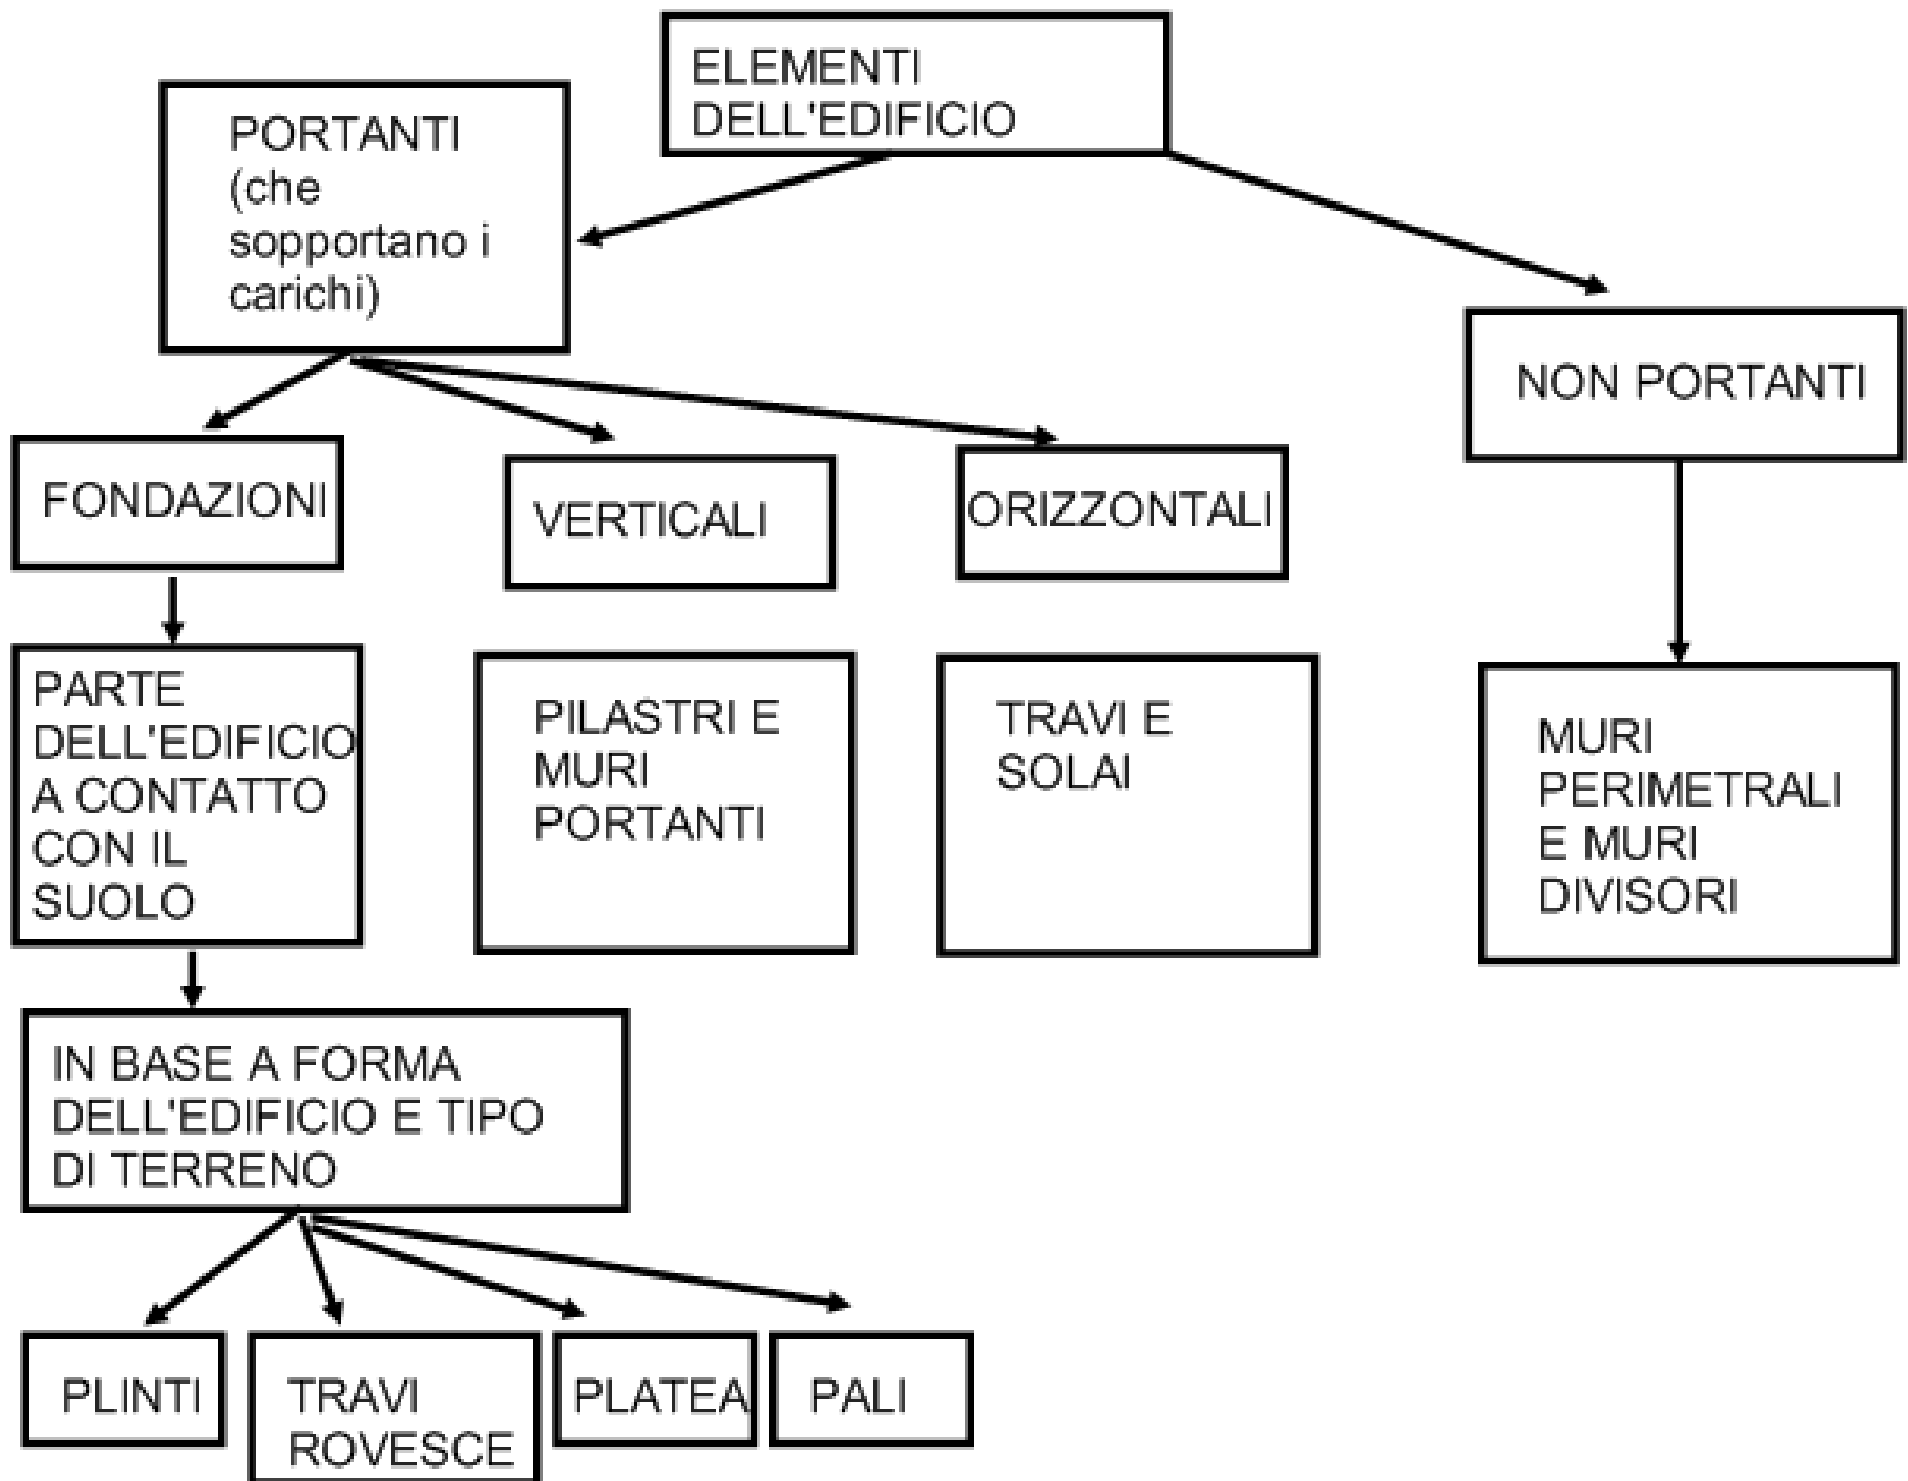 ELEMENTI
DELL'EDIFICIO
PORTANTI
(che
sopportano i
carichi)
NON PORTANTI
FONDAZIONI
VERTICALI
ORIZZONTALI
PARTE
DELL'EDIFICIO
A CONTATTO
CON IL
SUOLO
PILASTRI E
MURI
PORTANTI
TRAVI E
SOLAI
MURI
PERIMETRALI
E MURI
DIVISORI
IN BASE A FORMA
DELL'EDIFICIO E TIPO
DI TERRENO
PLINTI
TRAVI
ROVESCE
PLATEA
PALI